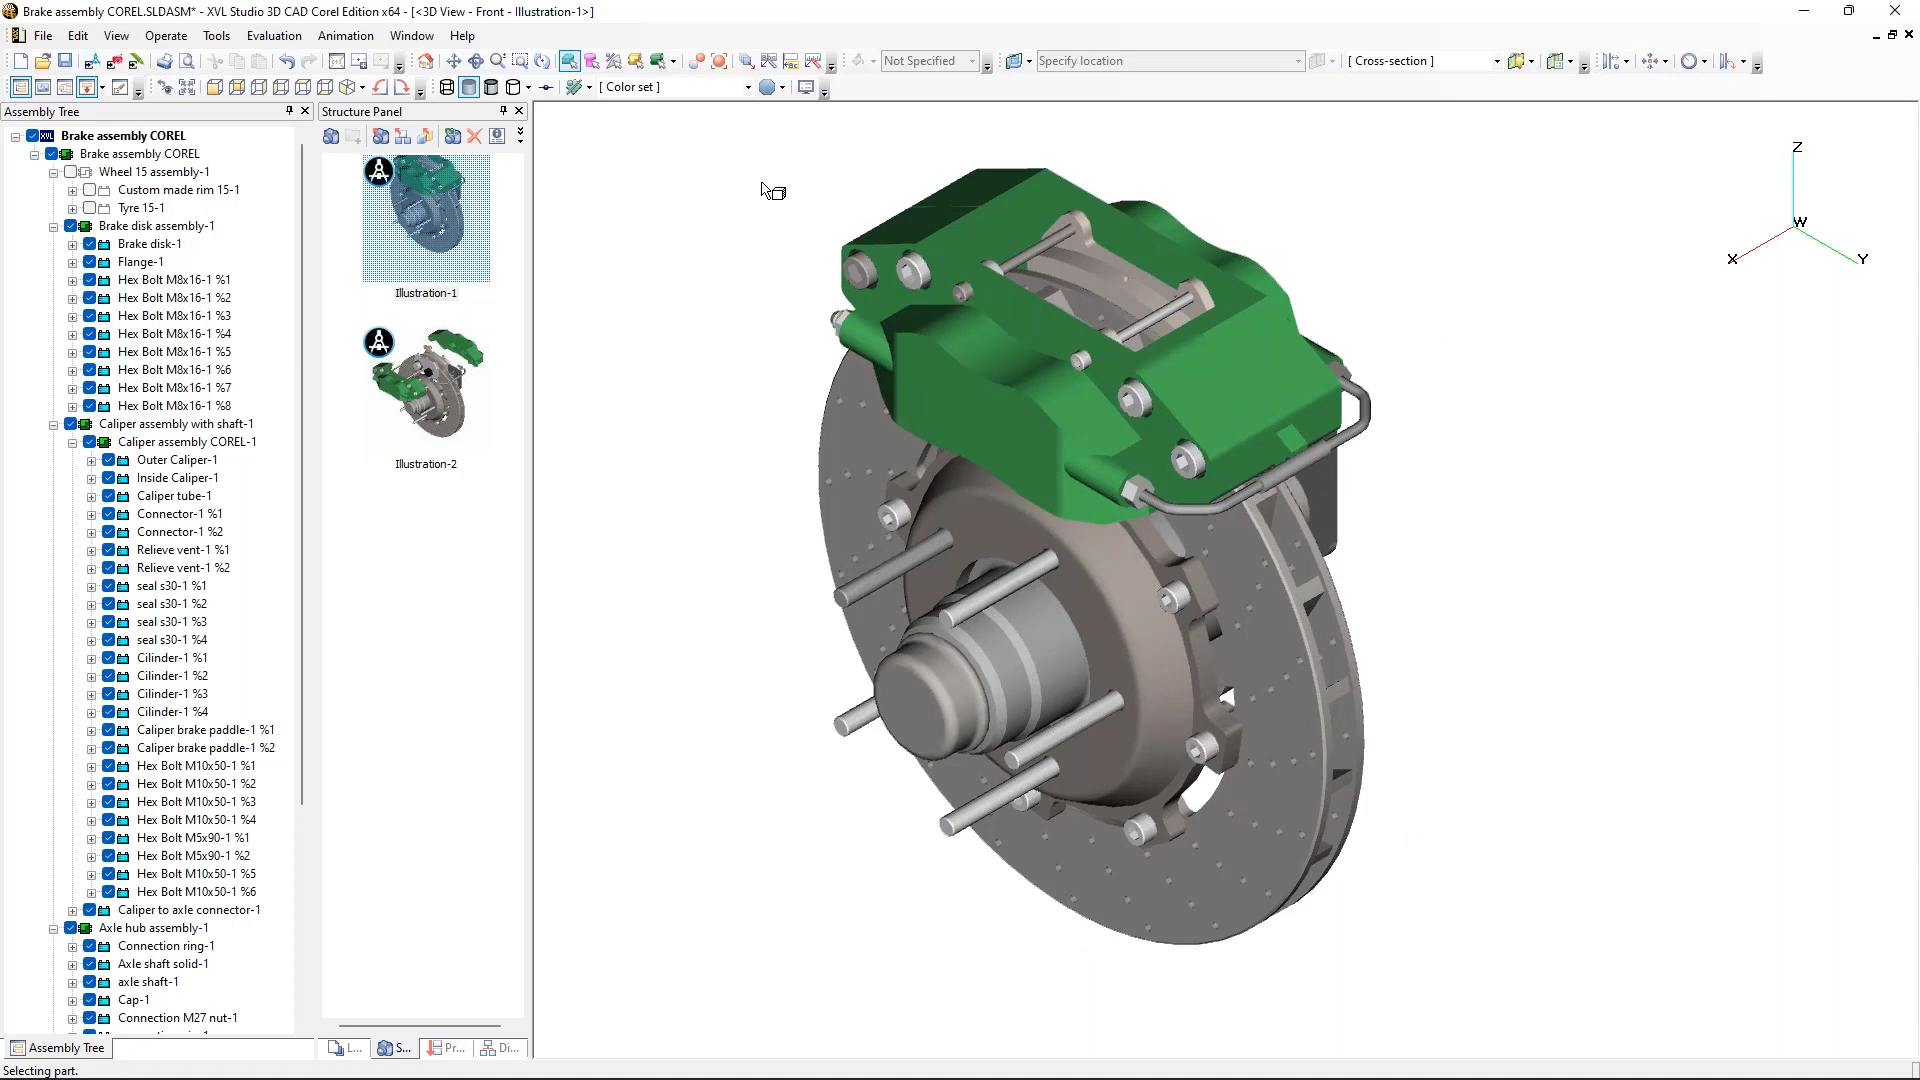 Brake assembly COREL.SLDASM* - XVL Studio 3D CAD Corel Edition x64 - [<3D View - Front - Illustration-1>]
File Edit View Operate Tools Evaluation Animation Window Help
Not Specified
Specify location
[ Cross-section ]
[ Color set ]
Assembly Tree
Structure Panel
XVL Brake assembly COREL
Brake assembly COREL
Wheel 15 assembly-1
Custom made rim 15-1
Tyre 15-1
Brake disk assembly-1
Brake disk-1
Flange-1
Hex Bolt M8x16-1 %1
Hex Bolt M8x16-1 %2
Hex Bolt M8x16-1 %3
Hex Bolt M8x16-1 %4
Hex Bolt M8x16-1 %5
Hex Bolt M8x16-1 %6
Hex Bolt M8x16-1 %7
Hex Bolt M8x16-1 %8
Caliper assembly with shaft-1
Caliper assembly COREL-1
Outer Caliper-1
Inside Caliper-1
Caliper tube-1
Connector-1 %1
Connector-1 %2
Relieve vent-1 %1
Relieve vent-1 %2
seal s30-1 %1
seal s30-1 %2
seal s30-1 %3
seal s30-1 %4
Cilinder-1 %1
Cilinder-1 %2
Cilinder-1 %3
Cilinder-1 %4
Caliper brake paddle-1 %1
Caliper brake paddle-1 %2
Hex Bolt M10x50-1 %1
Hex Bolt M10x50-1 %2
Hex Bolt M10x50-1 %3
Hex Bolt M10x50-1 %4
Hex Bolt M5x90-1 %1
Hex Bolt M5x90-1 %2
Hex Bolt M10x50-1 %5
Hex Bolt M10x50-1 %6
Caliper to axle connector-1
Axle hub assembly-1
Connection ring-1
Axle shaft solid-1
axle shaft-1
Cap-1
Connection M27 nut-1
Illustration-1
Illustration-2
Z
W
X
Y
Assembly Tree
L...
S...
Pr...
Di...
Selecting part.